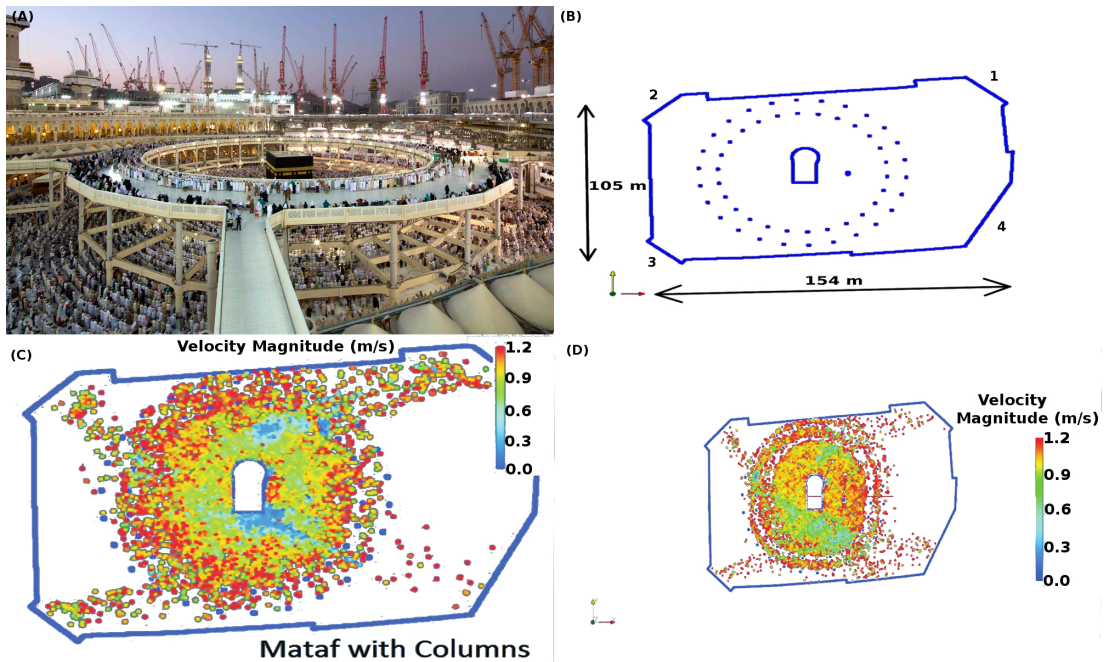 (A)
(B)
1
2
105 m
3
4
154 m
(C)
Velocity Magnitude (m/s)
1.2
0.9
0.6
0.3
0.0
Mataf with Columns
(D)
Velocity
Magnitude (m/s)
1.2
0.9
0.6
0.3
0.0